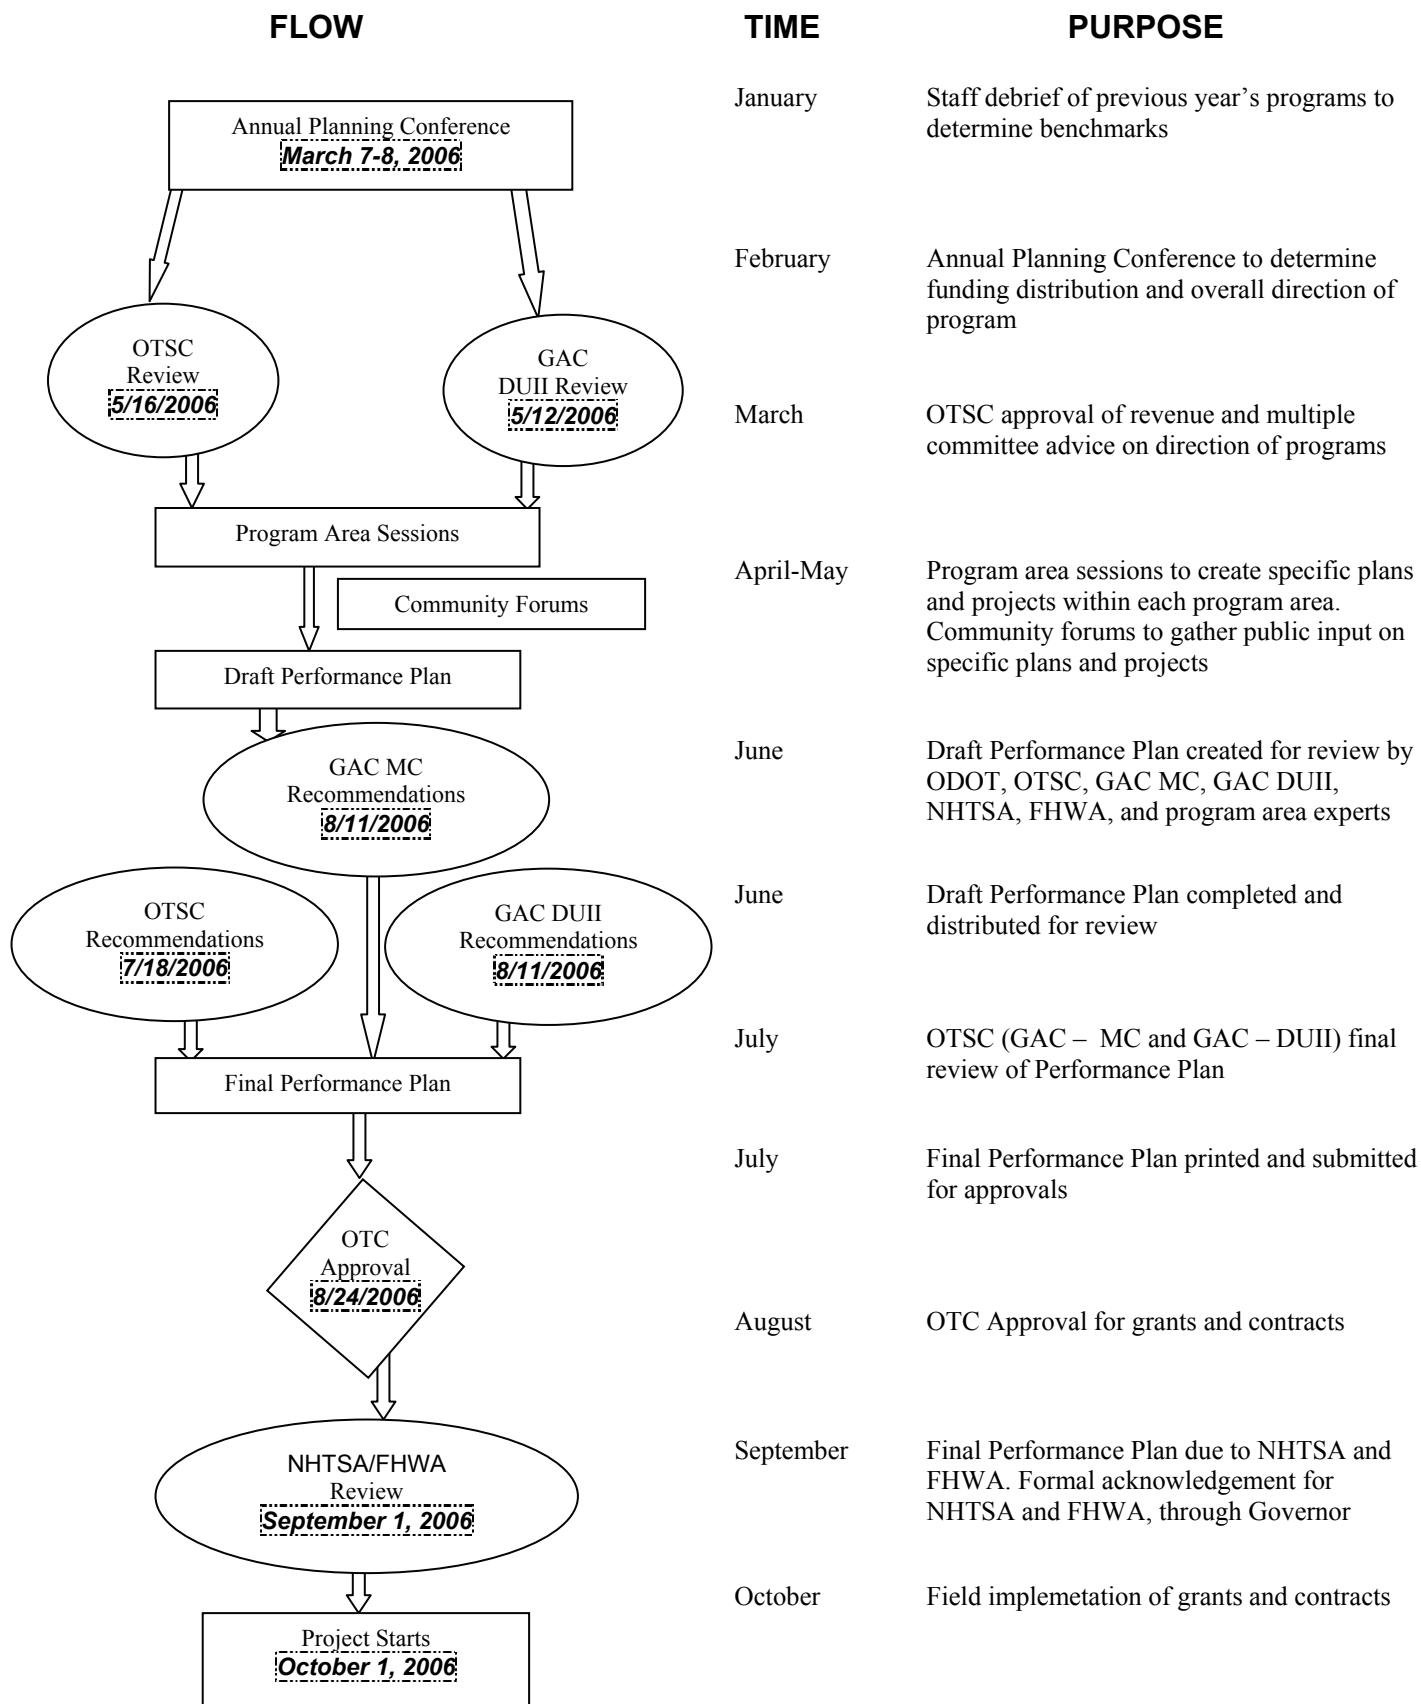 FLOW
TIME
PURPOSE
Annual Planning Conference
March 7-8, 2006
OTSC
Review
5/16/2006
GAC
DUII Review
5/12/2006
Program Area Sessions
Community Forums
Draft Performance Plan
GAC MC
Recommendations
8/11/2006
OTSC
Recommendations
7/18/2006
GAC DUII
Recommendations
8/11/2006
Final Performance Plan
OTC
Approval
8/24/2006
NHTSA/FHWA
Review
September 1, 2006
Project Starts
October 1, 2006
January
Staff debrief of previous year’s programs to
determine benchmarks
February
Annual Planning Conference to determine
funding distribution and overall direction of
program
March
OTSC approval of revenue and multiple
committee advice on direction of programs
April-May
Program area sessions to create specific plans
and projects within each program area.
Community forums to gather public input on
specific plans and projects
June
Draft Performance Plan created for review by
ODOT, OTSC, GAC MC, GAC DUII,
NHTSA, FHWA, and program area experts
June
Draft Performance Plan completed and
distributed for review
July
OTSC (GAC – MC and GAC – DUII) final
review of Performance Plan
July
Final Performance Plan printed and submitted
for approvals
August
OTC Approval for grants and contracts
September
Final Performance Plan due to NHTSA and
FHWA. Formal acknowledgement for
NHTSA and FHWA, through Governor
October
Field implemetation of grants and contracts